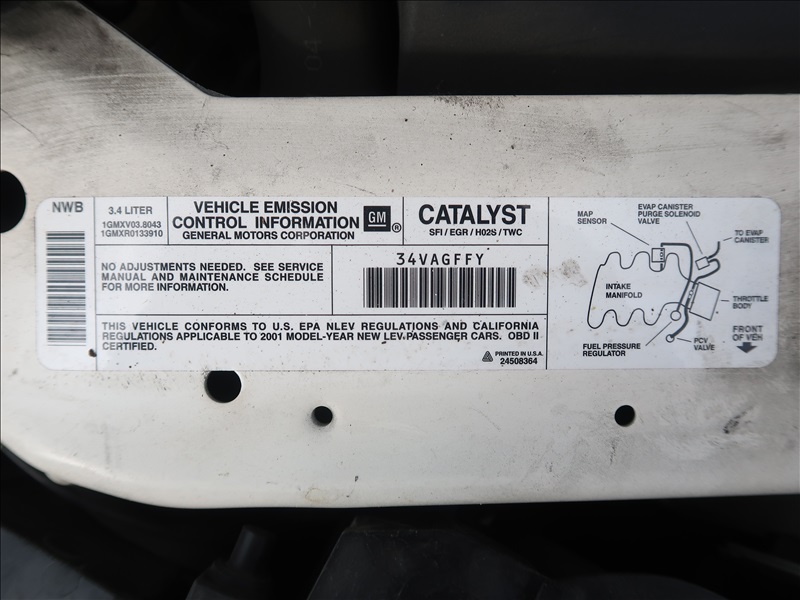 NWB
3.4 LITER
1GMXV03.8043
1GMXR0133910
VEHICLE EMISSION
CONTROL INFORMATION
GENERAL MOTORS CORPORATION
GM ®
CATALYST
SFI / EGR / H02S / TWC
NO ADJUSTMENTS NEEDED. SEE SERVICE
MANUAL AND MAINTENANCE SCHEDULE
FOR MORE INFORMATION.
34VAGFFY
THIS VEHICLE CONFORMS TO U.S. EPA NLEV REGULATIONS AND CALIFORNIA
REGULATIONS APPLICABLE TO 2001 MODEL-YEAR NEW LEV PASSENGER CARS. OBD II
CERTIFIED.
PRINTED IN U.S.A.
24508364
MAP
SENSOR
EVAP CANISTER
PURGE SOLENOID
VALVE
TO EVAP
CANISTER
INTAKE
MANIFOLD
THROTTLE
BODY
FUEL PRESSURE
REGULATOR
PCV
VALVE
FRONT
OF VEH